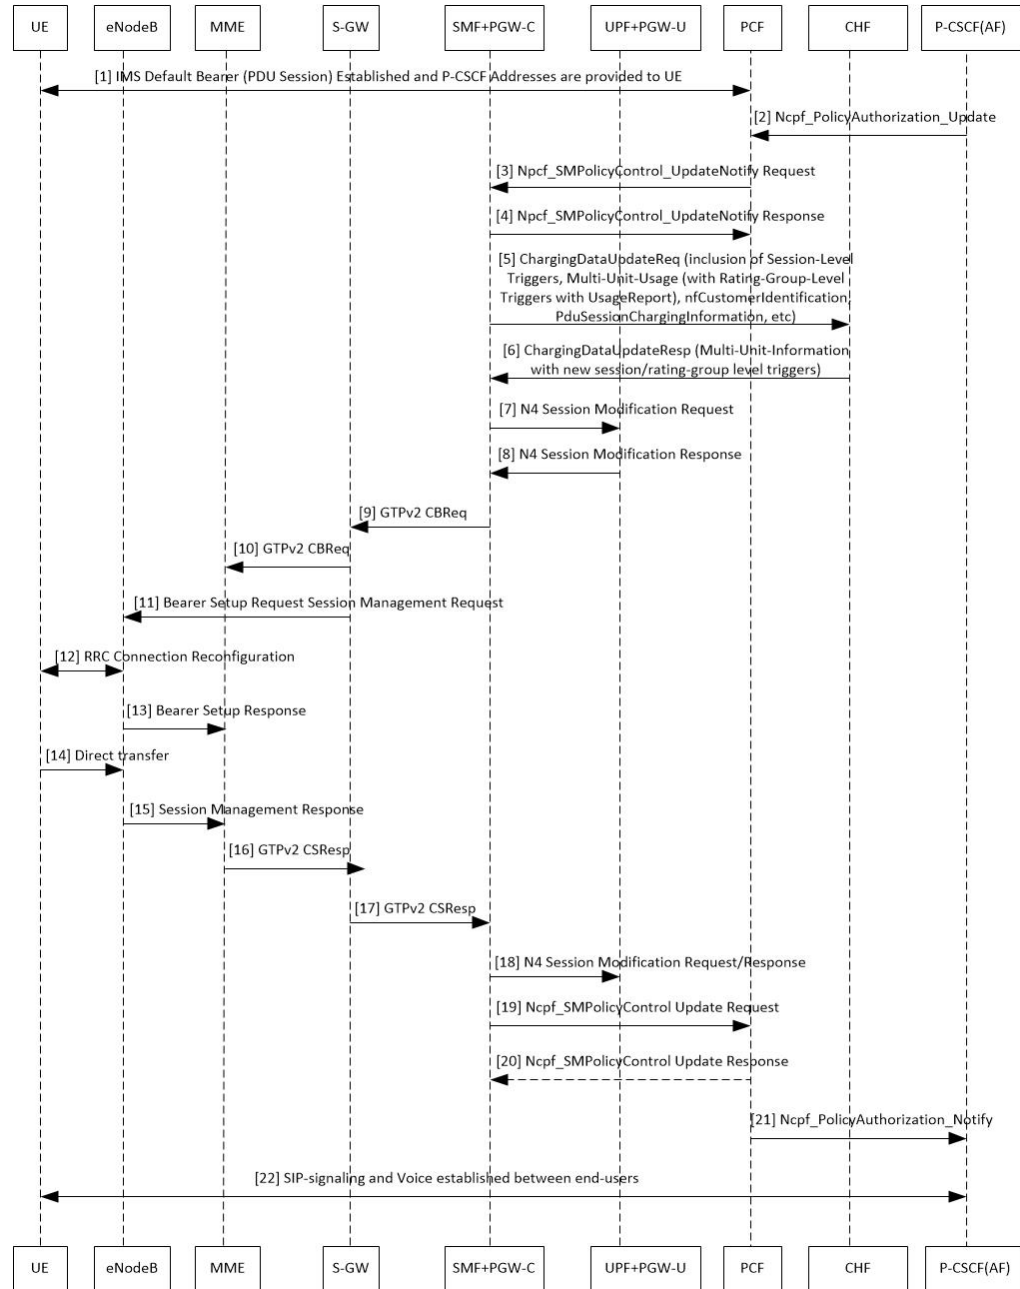 UE eNodeB MME S-GW SMF+PGW-C UPF+PGW-U PCF CHF P-CSCF(AF)
[1] IMS Default Bearer (PDU Session) Established and P-CSCF Addresses are provided to UE
[2] Ncpf_PolicyAuthorization_Update
[3] Npcf_SMPolicyControl_UpdateNotify Request
[4] Npcf_SMPolicyControl_UpdateNotify Response
[5] ChargingDataUpdateReq (inclusion of Session-Level
Triggers, Multi-Unit-Usage (with Rating-Group-Level
Triggers with UsageReport), nfCustomerIdentification,
PduSessionChargingInformation, etc)
[6] ChargingDataUpdateResp (Multi-Unit-Information
with new session/rating-group level triggers)
[7] N4 Session Modification Request
[8] N4 Session Modification Response
[9] GTPv2 CBReq
[10] GTPv2 CBReq
[11] Bearer Setup Request Session Management Request
[12] RRC Connection Reconfiguration
[13] Bearer Setup Response
[14] Direct transfer
[15] Session Management Response
[16] GTPv2 CSResp
[17] GTPv2 CSResp
[18] N4 Session Modification Request/Response
[19] Ncpf_SMPolicyControl Update Request
[20] Ncpf_SMPolicyControl Update Response
[21] Ncpf_PolicyAuthorization_Notify
[22] SIP-signaling and Voice established between end-users
UE eNodeB MME S-GW SMF+PGW-C UPF+PGW-U PCF CHF P-CSCF(AF)